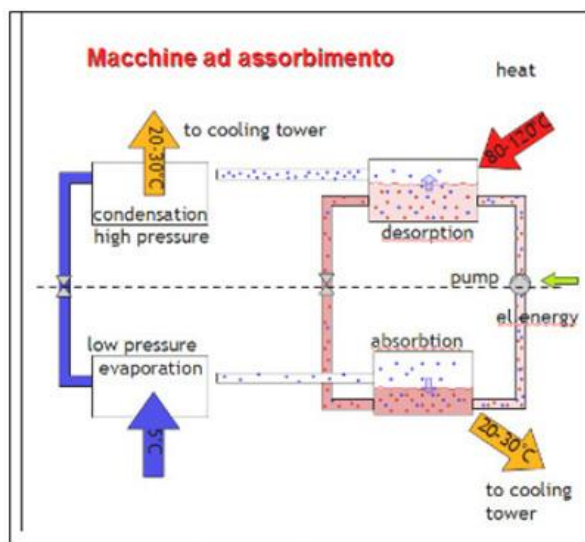 Macchine ad assorbimento
heat
20-30°C
to cooling tower
80-120°C
condensation
high pressure
desorption
pump
el.energy
low pressure
evaporation
absorbtion
5°C
20-30°C
to cooling
tower